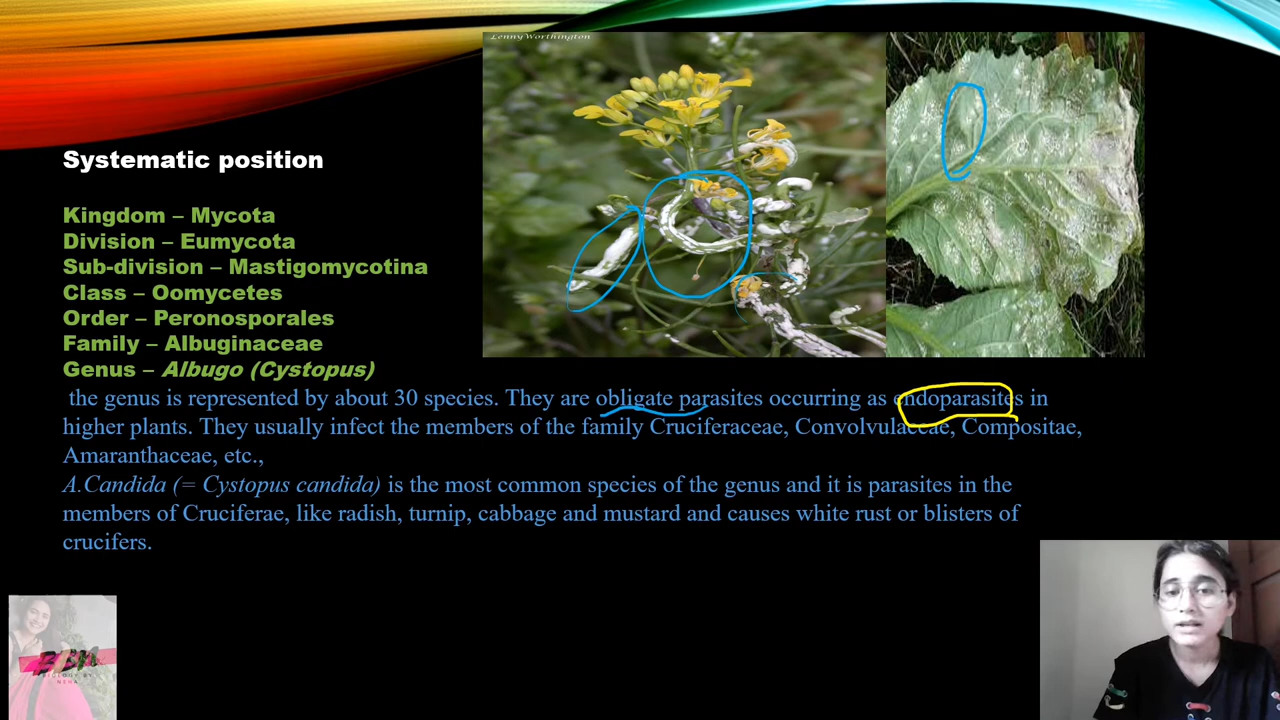 LennyWorthington
Systematic position
Kingdom – Mycota
Division – Eumycota
Sub-division – Mastigomycotina
Class – Oomycetes
Order – Peronosporales
Family – Albuginaceae
Genus – Albugo (Cystopus)
the genus is represented by about 30 species. They are obligate parasites occurring as endoparasites in
higher plants. They usually infect the members of the family Cruciferaceae, Convolvulaceae, Compositae,
Amaranthaceae, etc.,
A.Candida (= Cystopus candida) is the most common species of the genus and it is parasites in the
members of Cruciferae, like radish, turnip, cabbage and mustard and causes white rust or blisters of
crucifers.
BY
NEHA